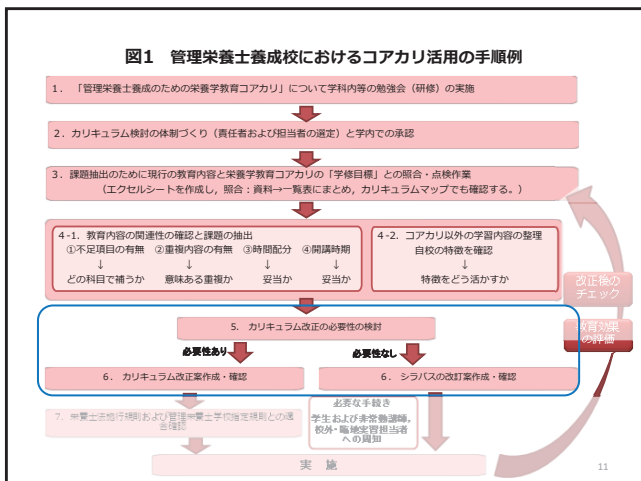 図1　管理栄養士養成校におけるコアカリ活用の手順例
1．「管理栄養士養成のための栄養学教育コアカリ」について学科内等の勉強会（研修）の実施
2．カリキュラム検討の体制づくり（責任者および担当者の選定）と学内での承認
3．課題抽出のために現行の教育内容と栄養学教育コアカリの「学修目標」との照合・点検作業
（エクセルシートを作成し，照合：資料→一覧表にまとめ，カリキュラムマップでも確認する。）
4-1．教育内容の関連性の確認と課題の抽出
①不足項目の有無　②重複内容の有無　③時間配分　④開講時期
↓　↓　↓　↓
どの科目で補うか　意味ある重複か　妥当か　妥当か
4-2．コアカリ以外の学習内容の整理
自校の特徴を確認
↓
特徴をどう活かすか
改正後の
チェック
教育効果
の評価
5．カリキュラム改正の必要性の検討
必要性あり　必要性なし
6．カリキュラム改正案作成・確認
6．シラバスの改訂案作成・確認
7．栄養士法施行規則および管理栄養士学校指定規則との適
合確認
必要な手続き
学生および非常勤講師，
校外・臨地実習担当者
への周知
実　施
11